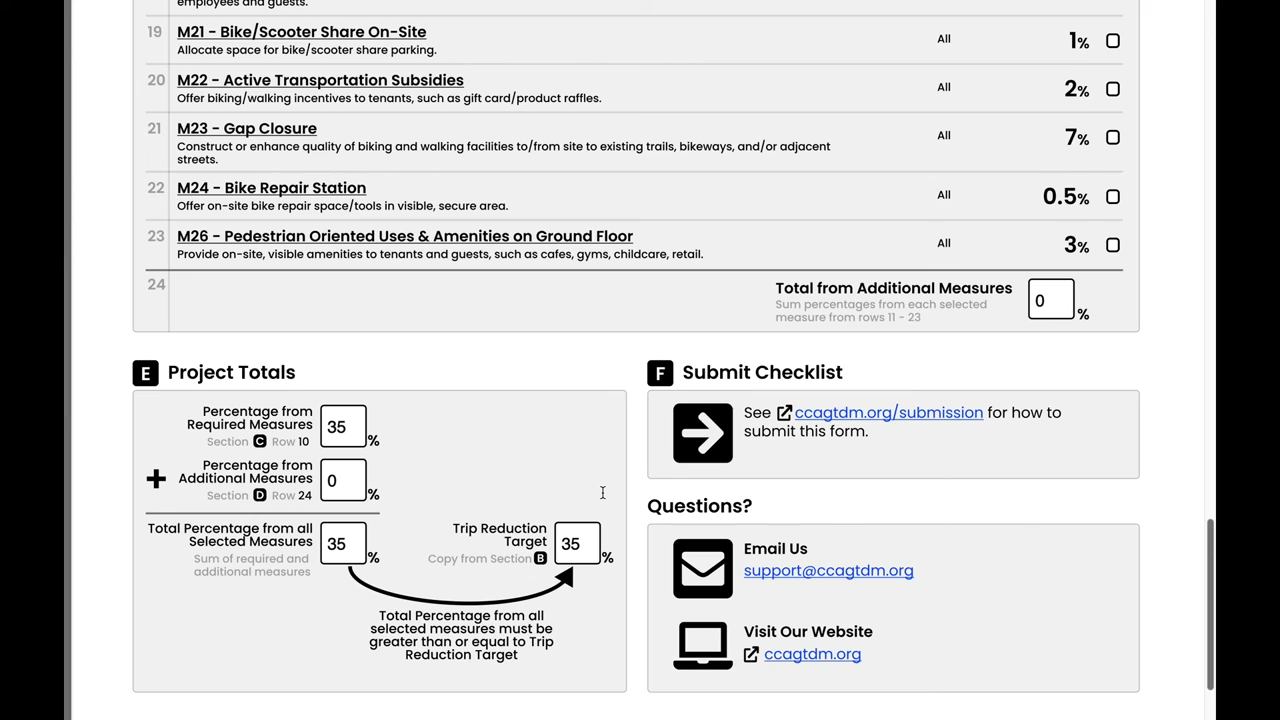 employees and guests.
19 M21 - Bike/Scooter Share On-Site All 1%
Allocate space for bike/scooter share parking.
20 M22 - Active Transportation Subsidies All 2%
Offer biking/walking incentives to tenants, such as gift card/product raffles.
21 M23 - Gap Closure All 7%
Construct or enhance quality of biking and walking facilities to/from site to existing trails, bikeways, and/or adjacent
streets.
22 M24 - Bike Repair Station All 0.5%
Offer on-site bike repair space/tools in visible, secure area.
23 M26 - Pedestrian Oriented Uses & Amenities on Ground Floor All 3%
Provide on-site, visible amenities to tenants and guests, such as cafes, gyms, childcare, retail.
24 Total from Additional Measures 0 %
Sum percentages from each selected
measure from rows 11 - 23
E Project Totals
Percentage from
Required Measures 35 %
Section C Row 10
+ Percentage from
Additional Measures 0 %
Section D Row 24
Total Percentage from all
Selected Measures 35 %
Sum of required and
additional measures
Trip Reduction
Target 35 %
Copy from Section B
Total Percentage from all
selected measures must be
greater than or equal to Trip
Reduction Target
F Submit Checklist
See ccagtdm.org/submission for how to
submit this form.
Questions?
Email Us
support@ccagtdm.org
Visit Our Website
ccagtdm.org